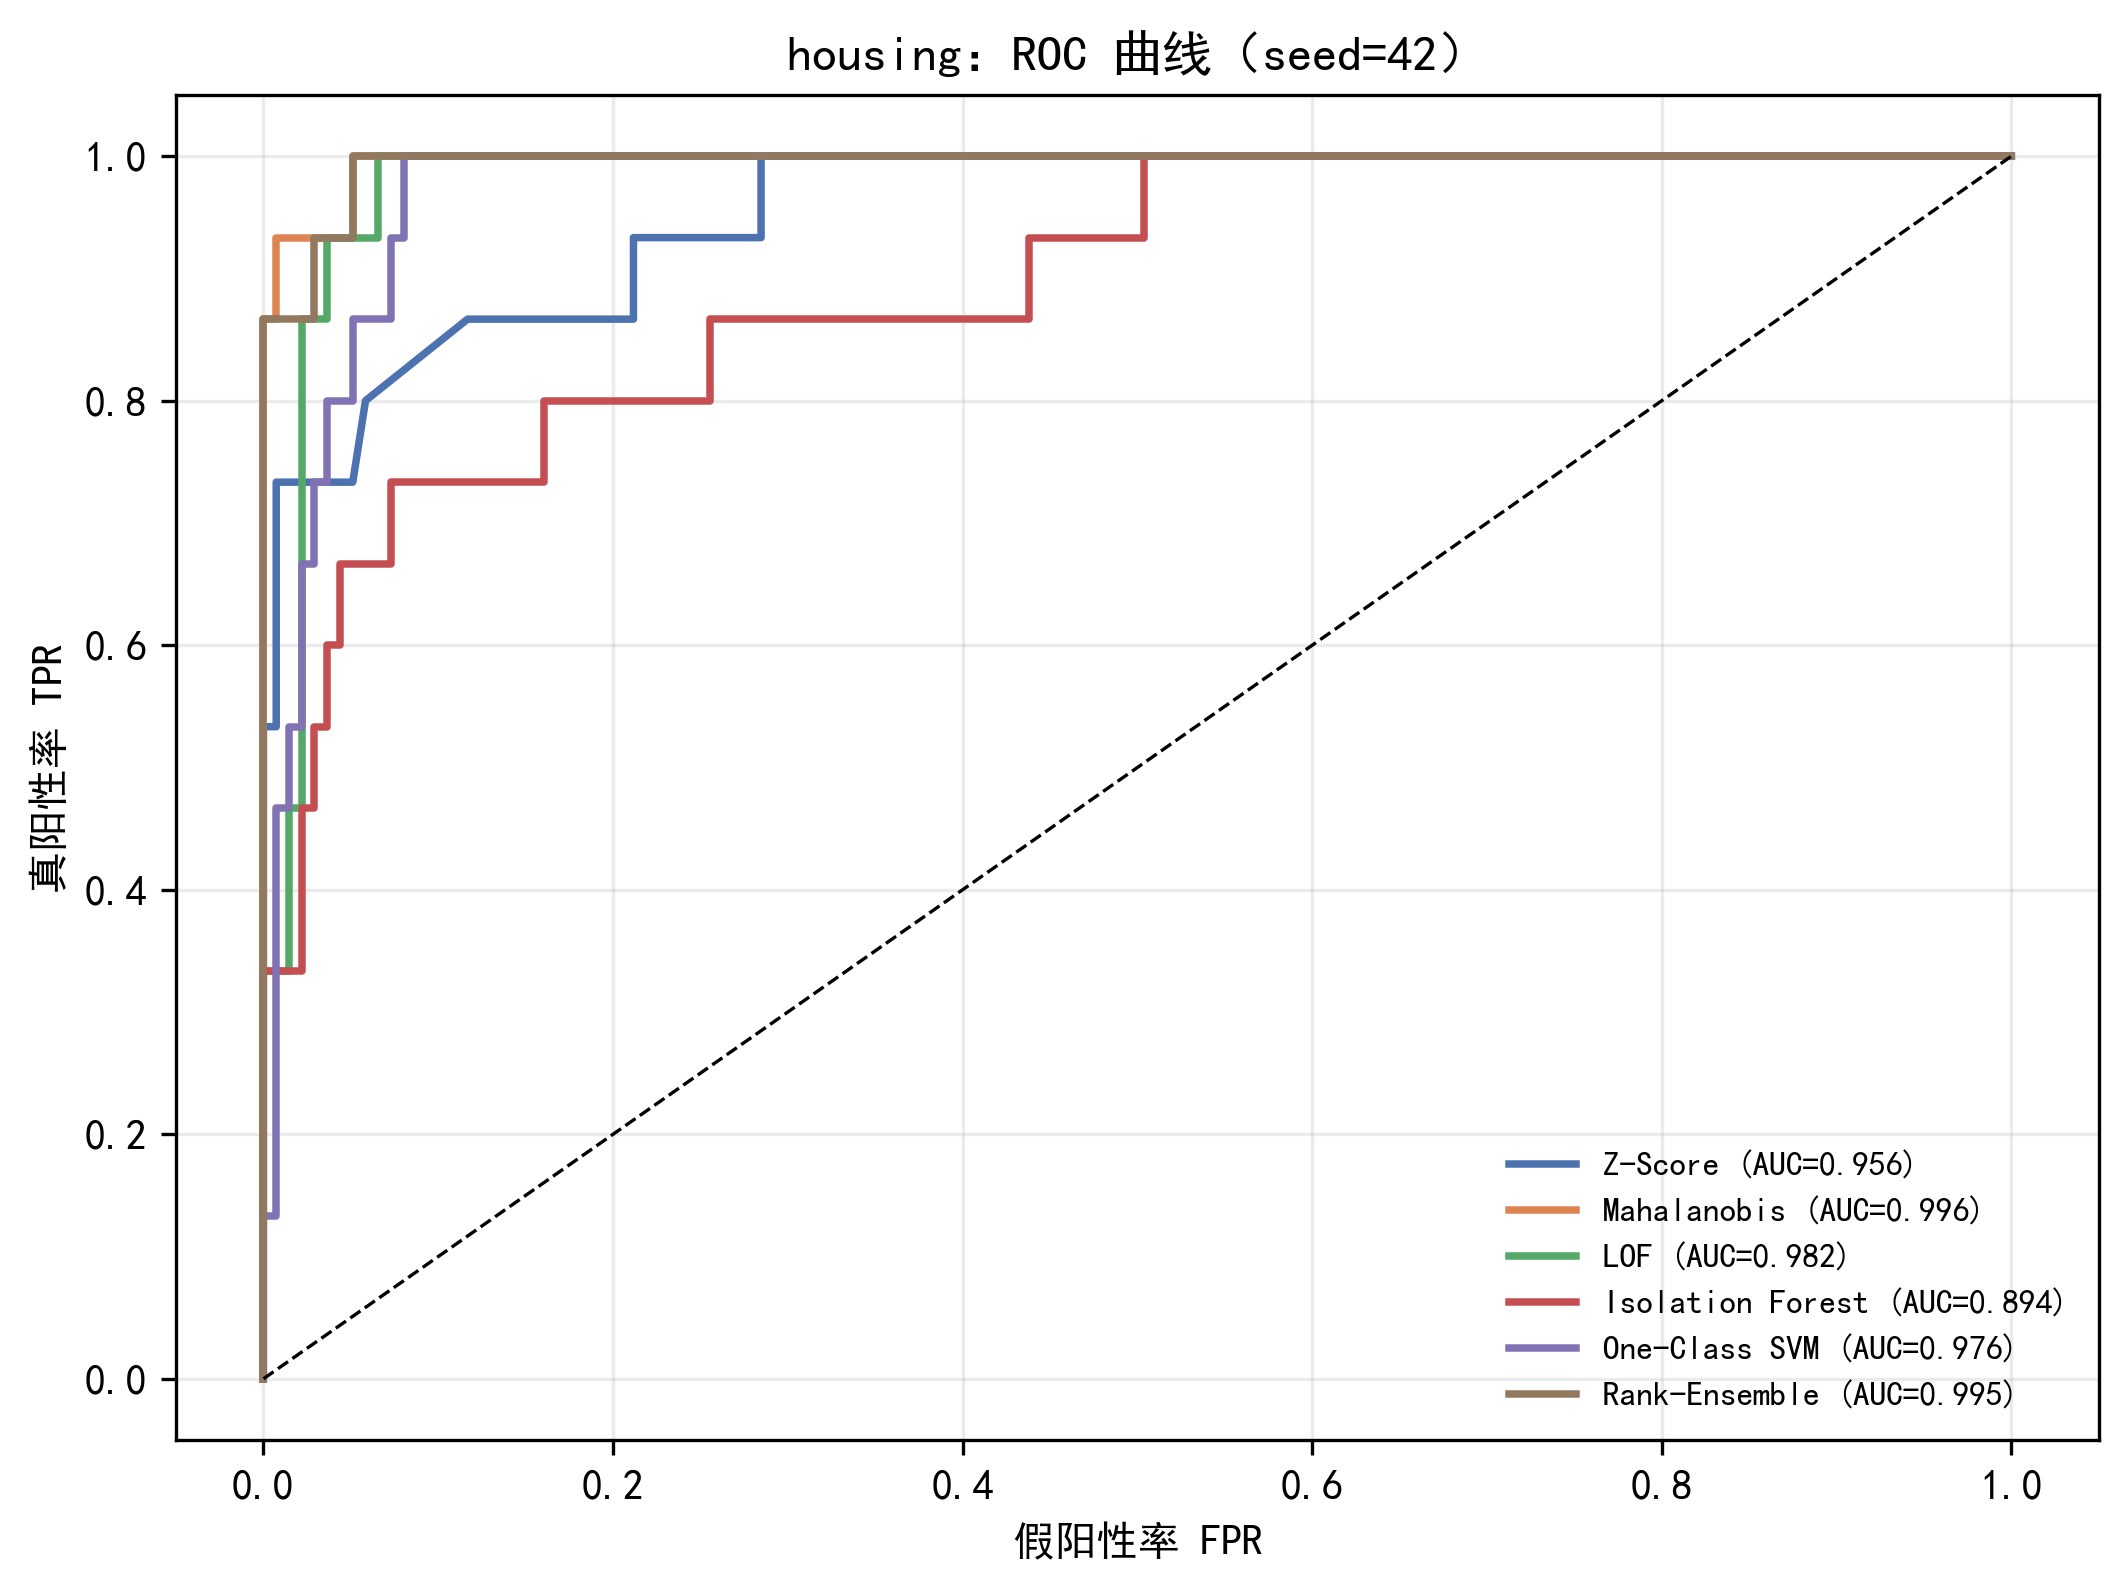 housing：ROC 曲线（seed=42）
真阳性率 TPR
1.0
0.8
0.6
0.4
0.2
0.0
0.0 0.2 0.4 0.6 0.8 1.0
假阳性率 FPR
Z-Score (AUC=0.956)
Mahalanobis (AUC=0.996)
LOF (AUC=0.982)
Isolation Forest (AUC=0.894)
One-Class SVM (AUC=0.976)
Rank-Ensemble (AUC=0.995)